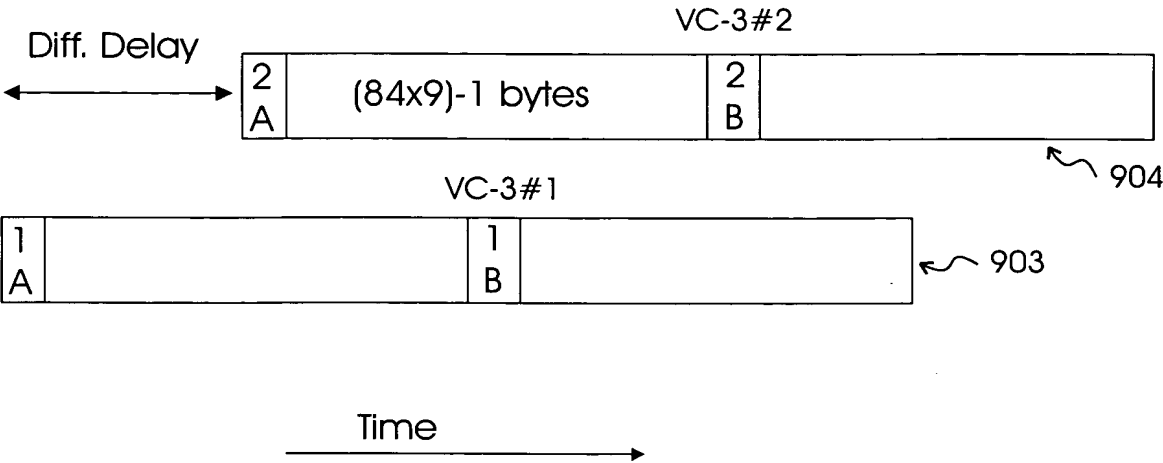 VC-3#2
Diff. Delay
2
A
(84x9)-1 bytes
2
B
904
VC-3#1
1
A
1
B
903
Time